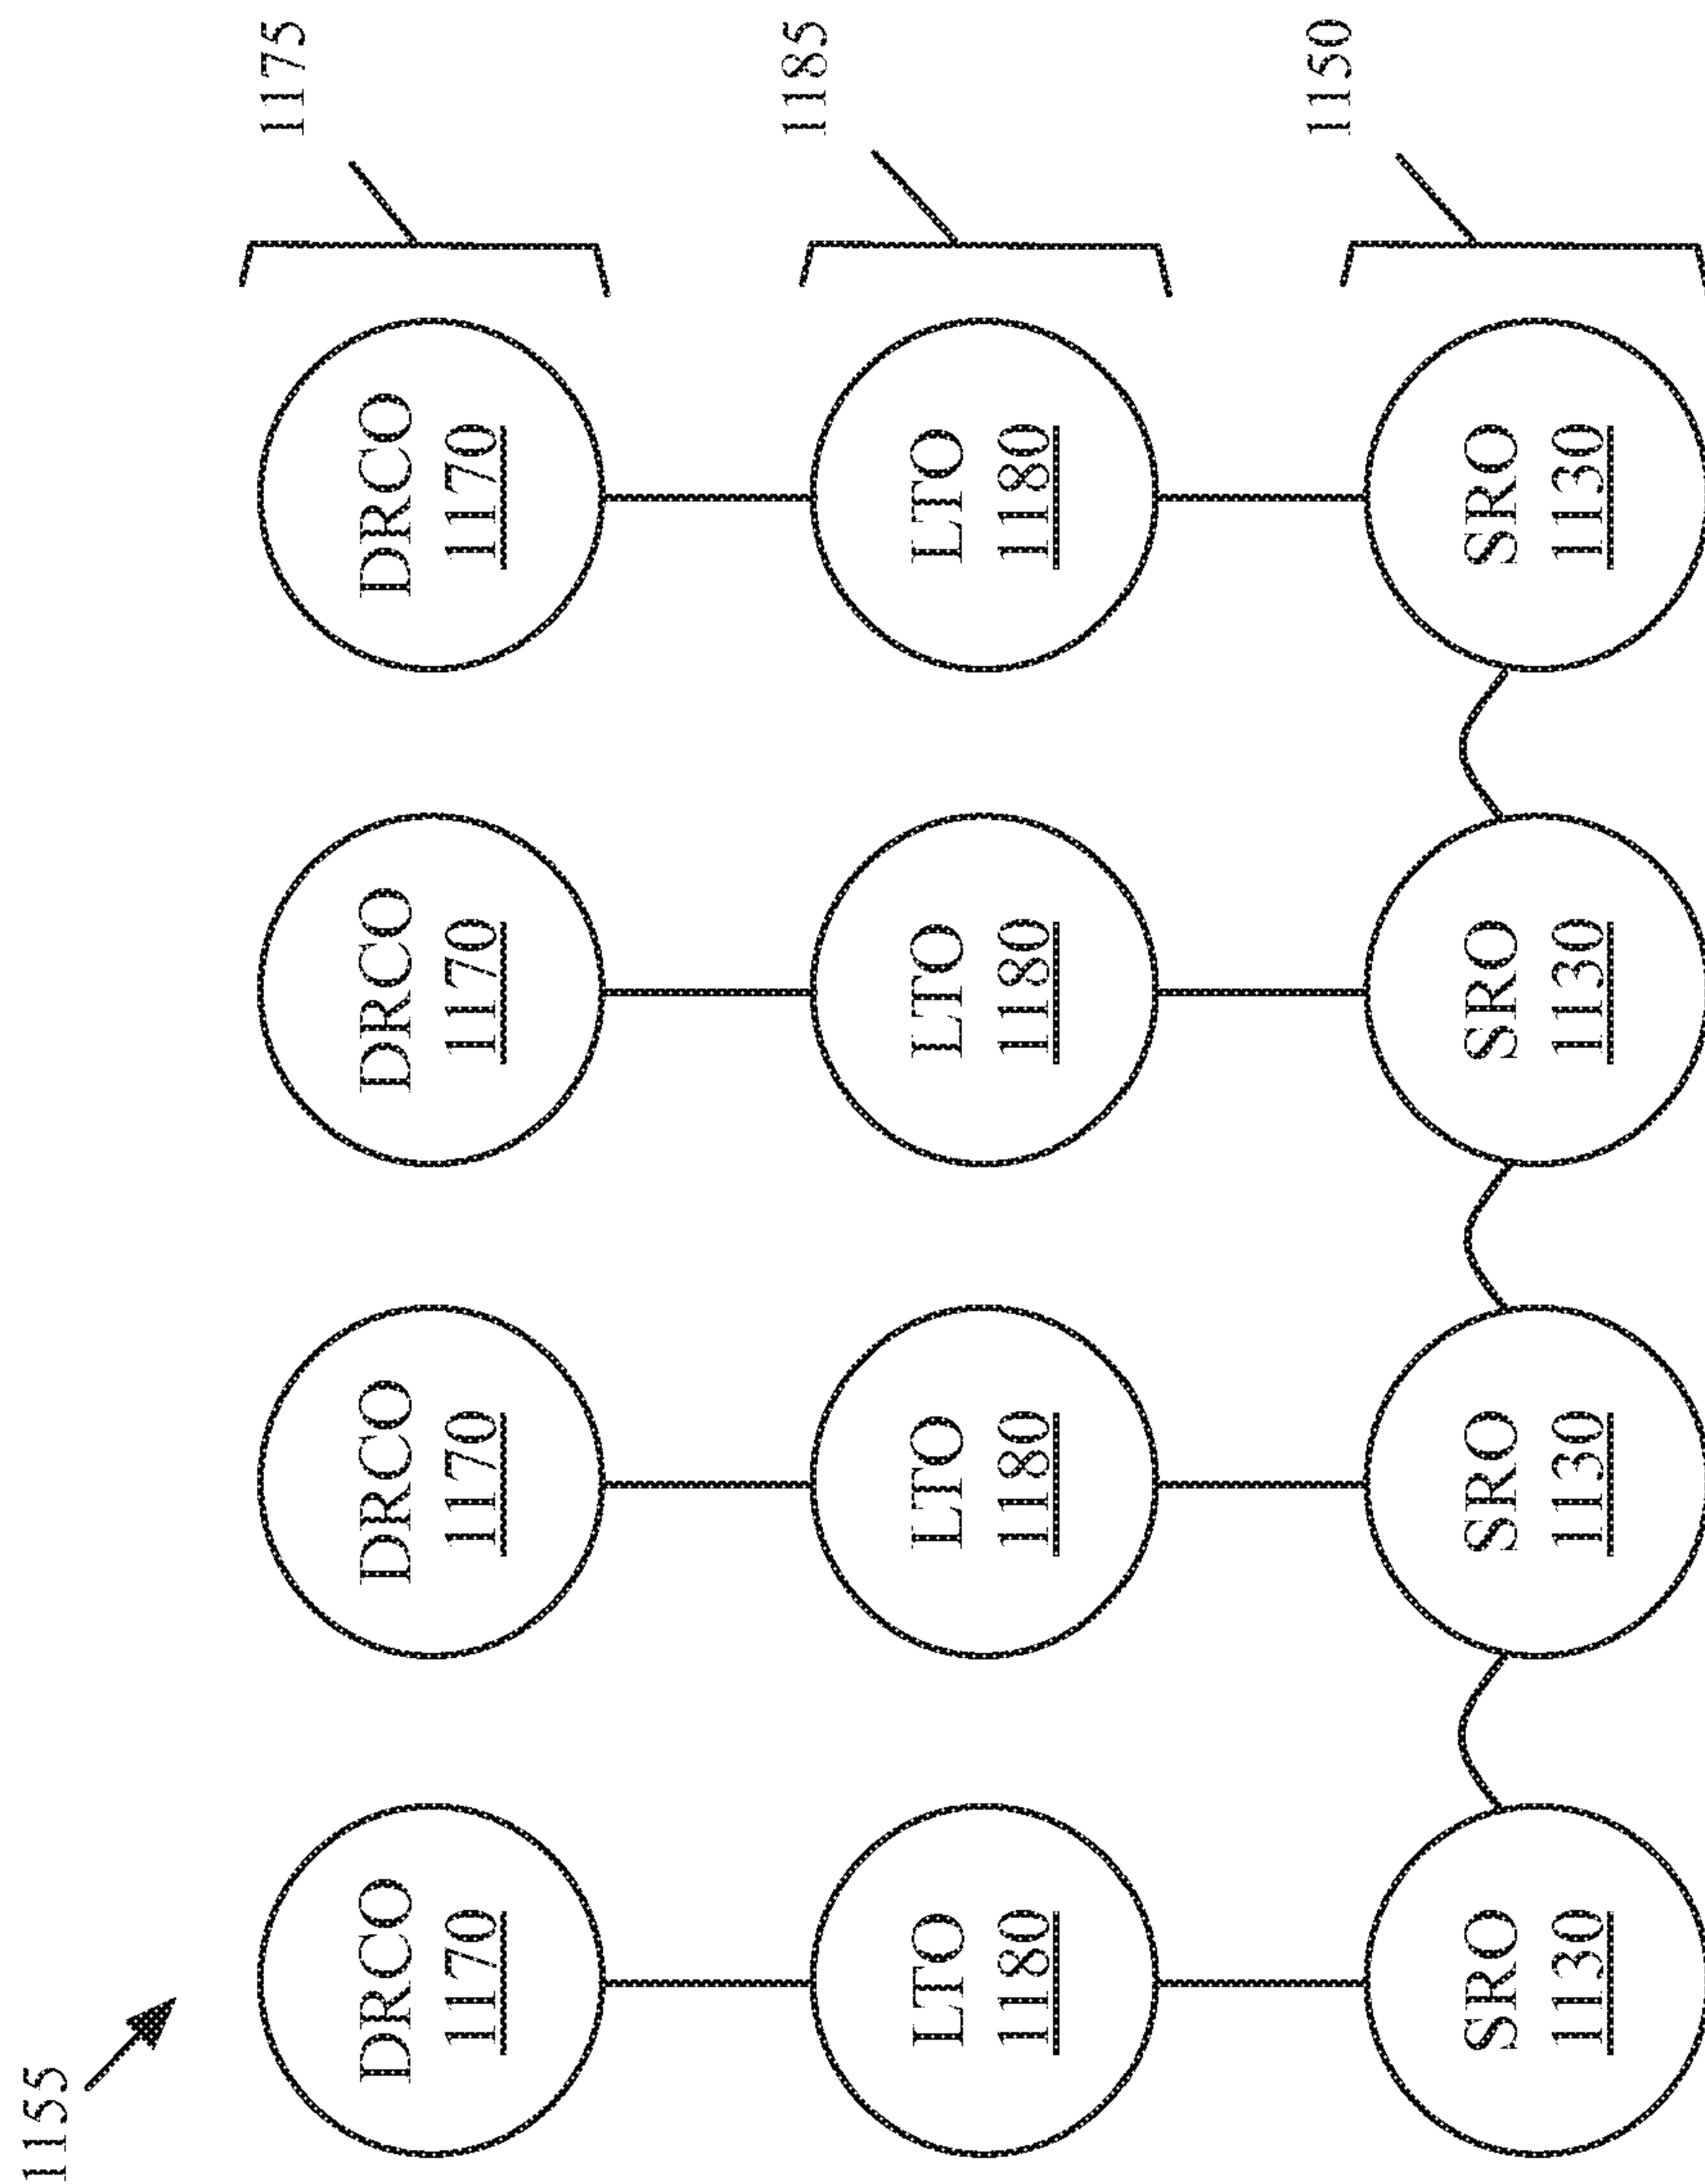 1155
1175
DRCO DRCO DRCO DRCO
1170 1170 1170 1170
1185
LTO LTO LTO LTO
1180 1180 1180 1180
1150
SRO SRO SRO SRO
1130 1130 1130 1130